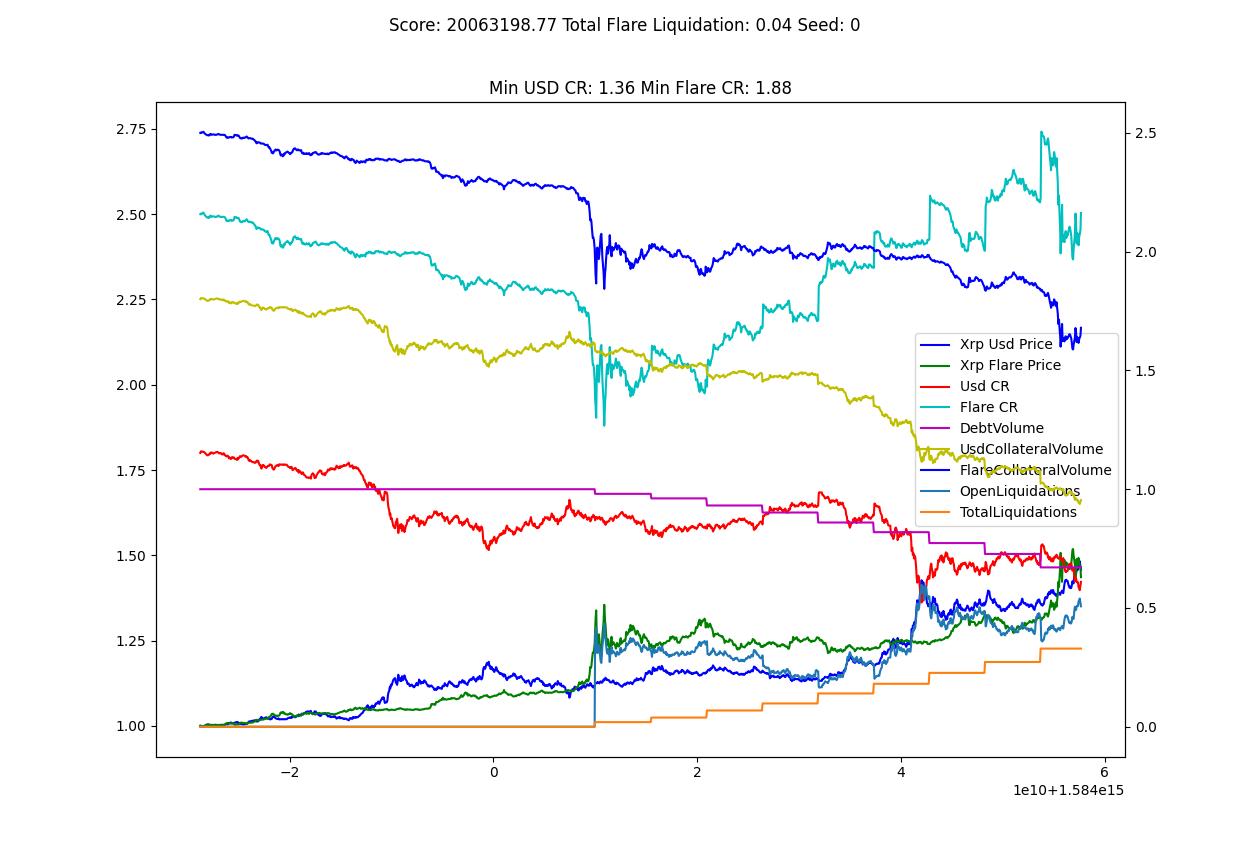 Score: 20063198.77 Total Flare Liquidation: 0.04 Seed: 0
Min USD CR: 1.36 Min Flare CR: 1.88
2.75
2.50
2.25
2.00
1.75
1.50
1.25
1.00
2.5
2.0
1.5
1.0
0.5
0.0
Xrp Usd Price
Xrp Flare Price
Usd CR
Flare CR
DebtVolume
UsdCollateralVolume
FlareCollateralVolume
OpenLiquidations
TotalLiquidations
−2 0 2 4 6
1e10+1.584e15